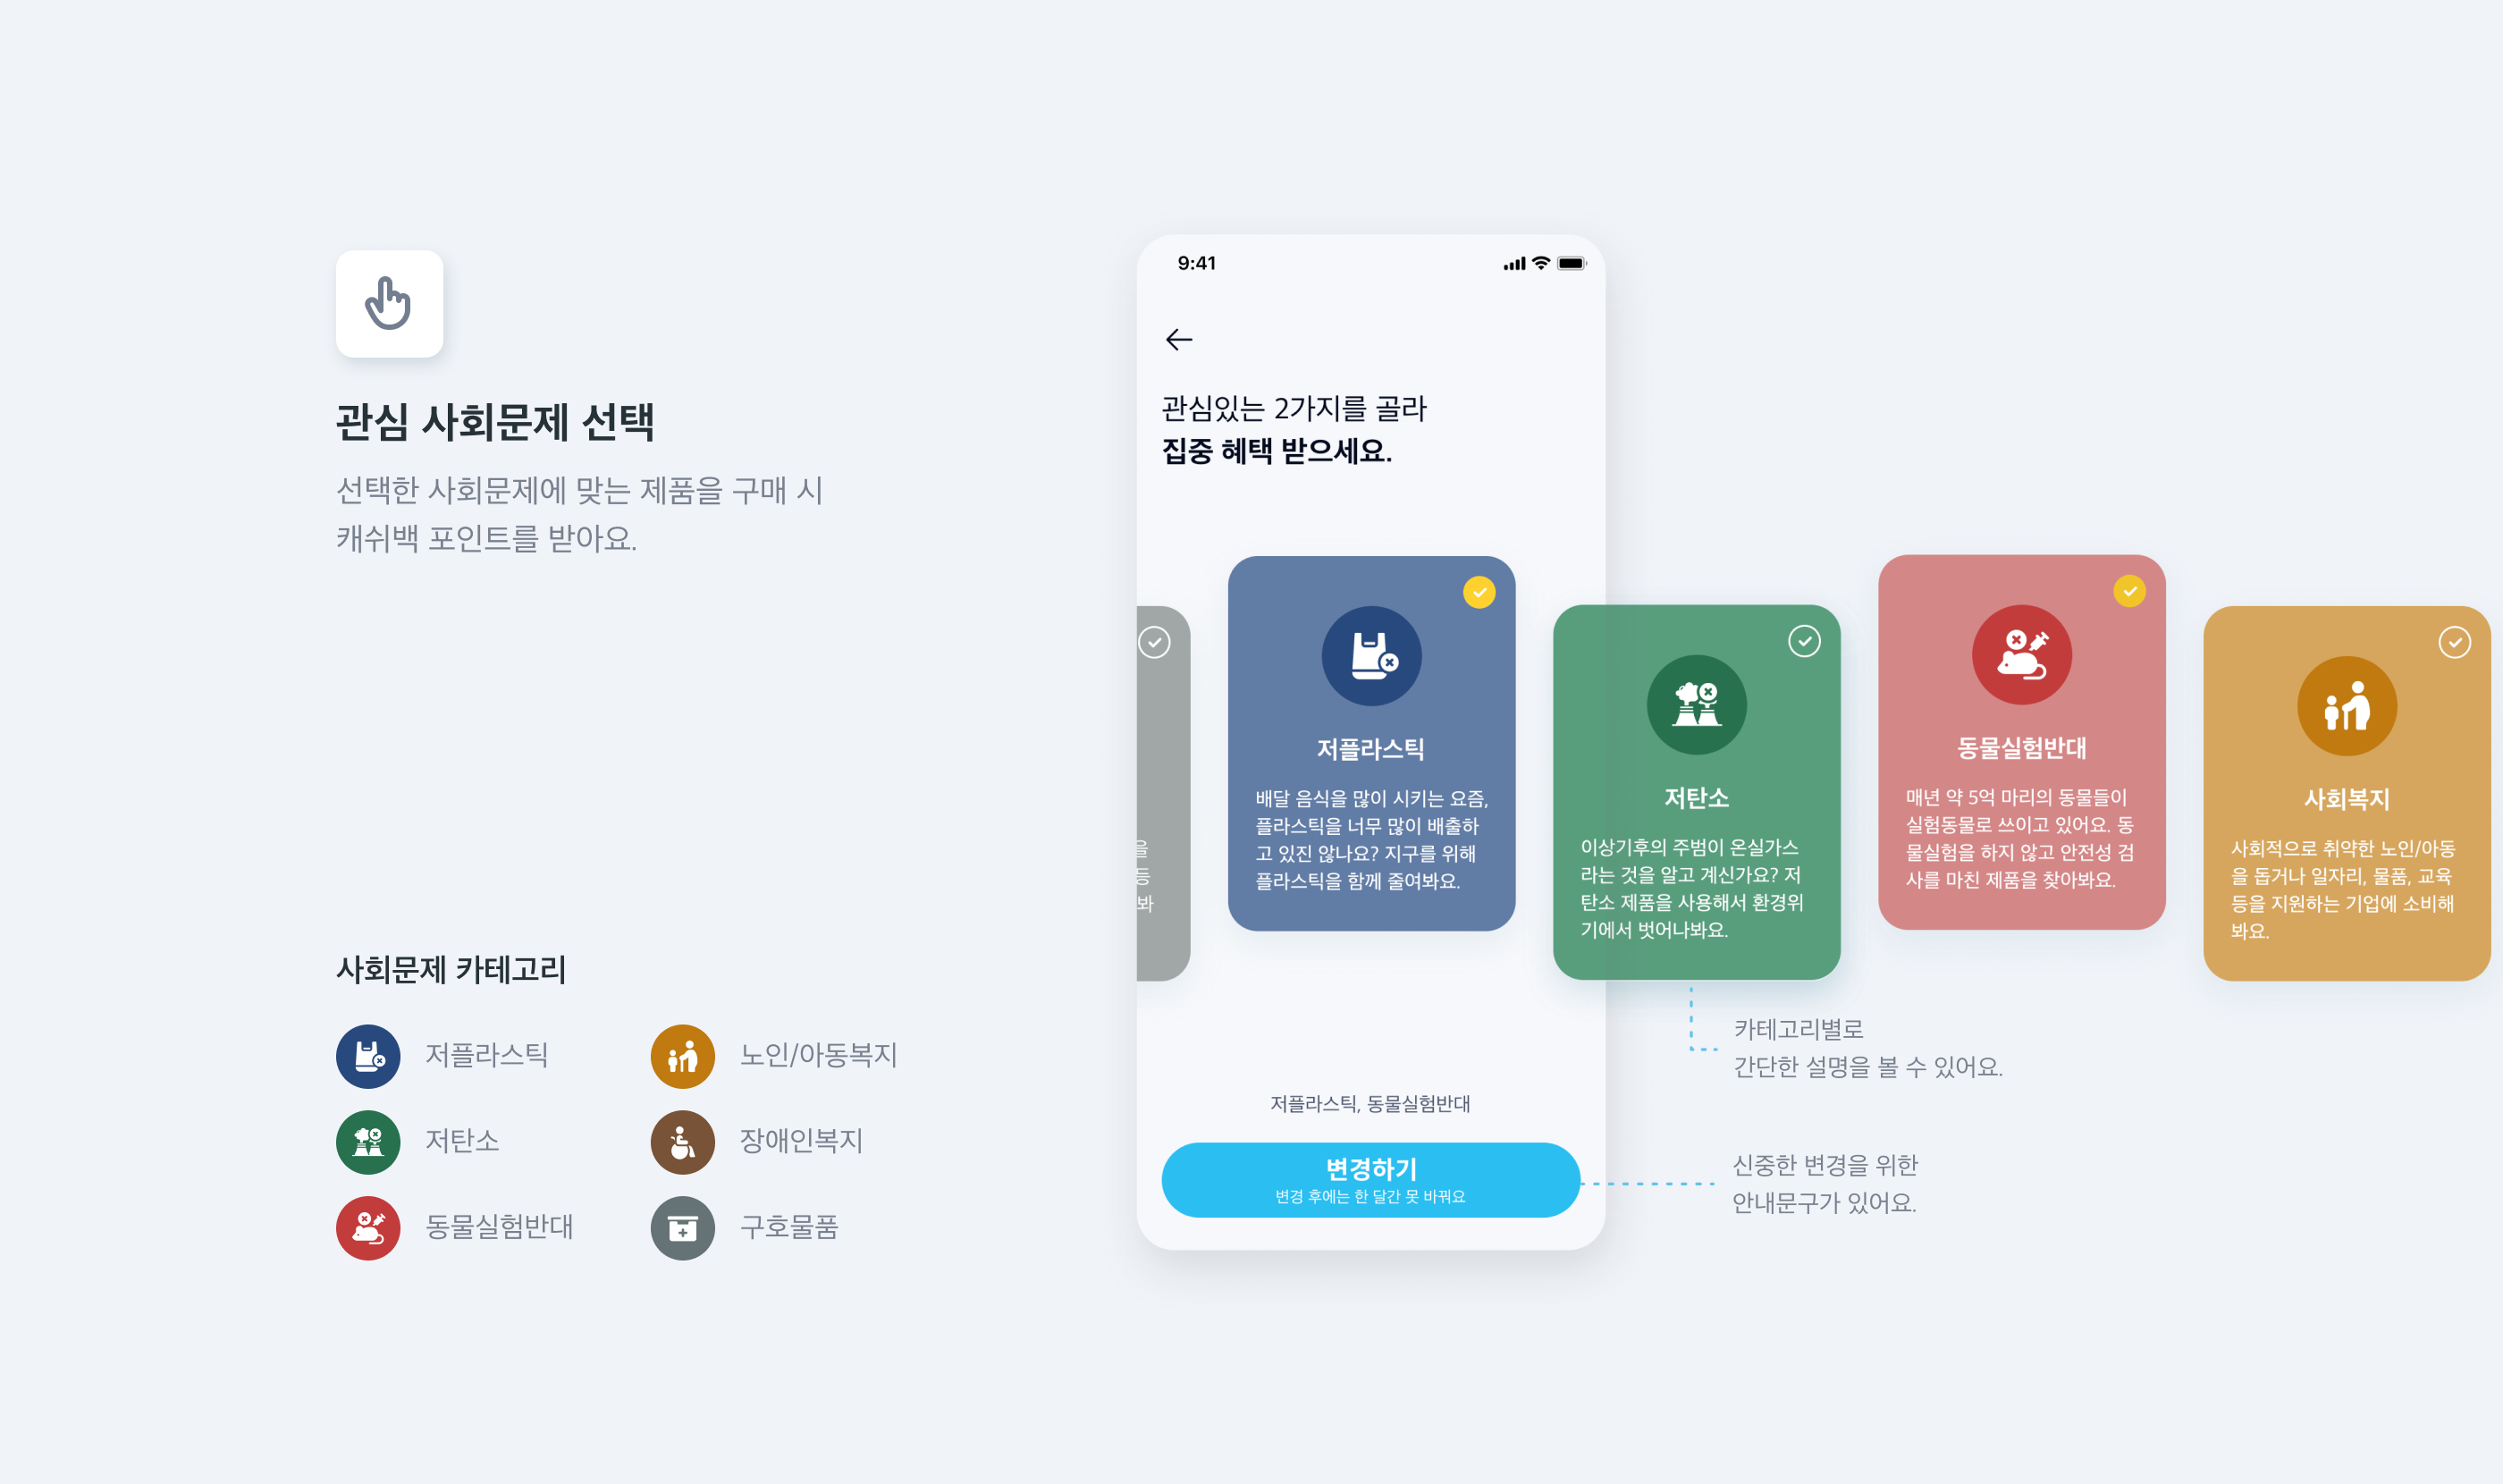 관심 사회문제 선택
선택한 사회문제에 맞는 제품을 구매 시
캐쉬백 포인트를 받아요.
사회문제 카테고리
저플라스틱
노인/아동복지
저탄소
장애인복지
동물실험반대
구호물품
9:41
관심있는 2가지를 골라
집중 혜택 받으세요.
을
등
봐
저플라스틱
배달 음식을 많이 시키는 요즘,
플라스틱을 너무 많이 배출하
고 있진 않나요? 지구를 위해
플라스틱을 함께 줄여봐요.
저탄소
이상기후의 주범이 온실가스
라는 것을 알고 계신가요? 저
탄소 제품을 사용해서 환경위
기에서 벗어나봐요.
동물실험반대
매년 약 5억 마리의 동물들이
실험동물로 쓰이고 있어요. 동
물실험을 하지 않고 안전성 검
사를 마친 제품을 찾아봐요.
사회복지
사회적으로 취약한 노인/아동
을 돕거나 일자리, 물품, 교육
등을 지원하는 기업에 소비해
봐요.
카테고리별로
간단한 설명을 볼 수 있어요.
저플라스틱, 동물실험반대
변경하기
변경 후에는 한 달간 못 바꿔요
신중한 변경을 위한
안내문구가 있어요.